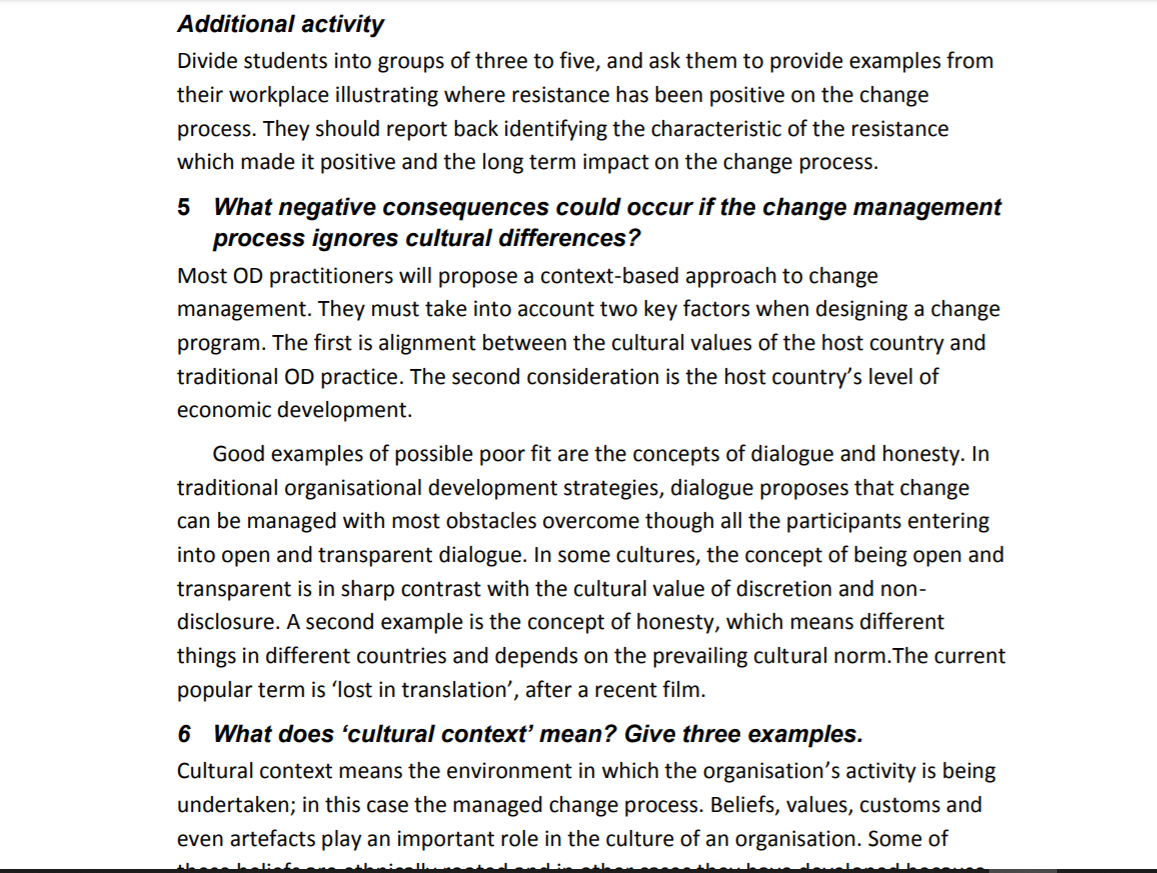 Additional activity
Divide students into groups of three to five, and ask them to provide examples from
their workplace illustrating where resistance has been positive on the change
process. They should report back identifying the characteristic of the resistance
which made it positive and the long term impact on the change process.
5 What negative consequences could occur if the change management
process ignores cultural differences?
Most OD practitioners will propose a context-based approach to change
management. They must take into account two key factors when designing a change
program. The first is alignment between the cultural values of the host country and
traditional OD practice. The second consideration is the host country’s level of
economic development.
Good examples of possible poor fit are the concepts of dialogue and honesty. In
traditional organisational development strategies, dialogue proposes that change
can be managed with most obstacles overcome though all the participants entering
into open and transparent dialogue. In some cultures, the concept of being open and
transparent is in sharp contrast with the cultural value of discretion and non-
disclosure. A second example is the concept of honesty, which means different
things in different countries and depends on the prevailing cultural norm.The current
popular term is ‘lost in translation’, after a recent film.
6 What does ‘cultural context’ mean? Give three examples.
Cultural context means the environment in which the organisation’s activity is being
undertaken; in this case the managed change process. Beliefs, values, customs and
even artefacts play an important role in the culture of an organisation. Some of
these beliefs are ethnically rooted and in other cases they have developed because